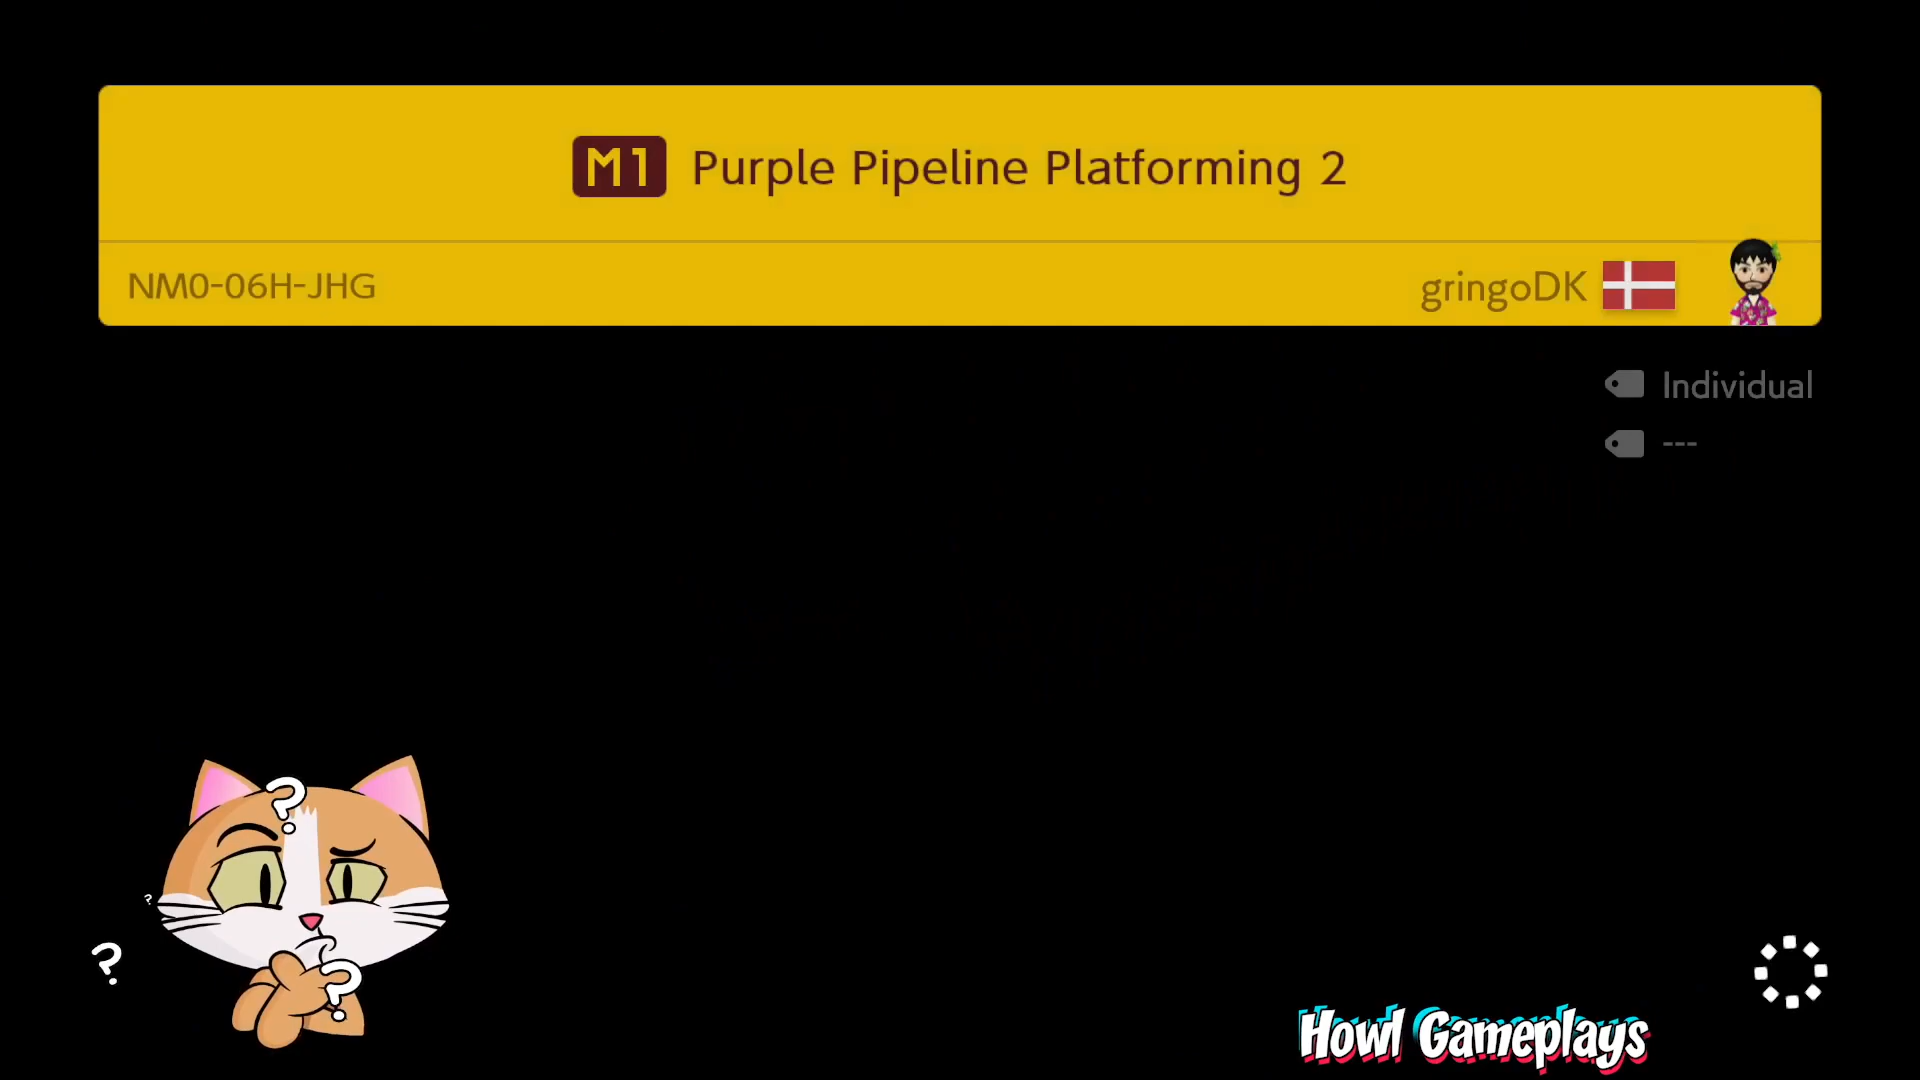 M1 Purple Pipeline Platforming 2
NM0-06H-JHG
gringoDK
Individual
---
?
?
?
?
Howl Gameplays